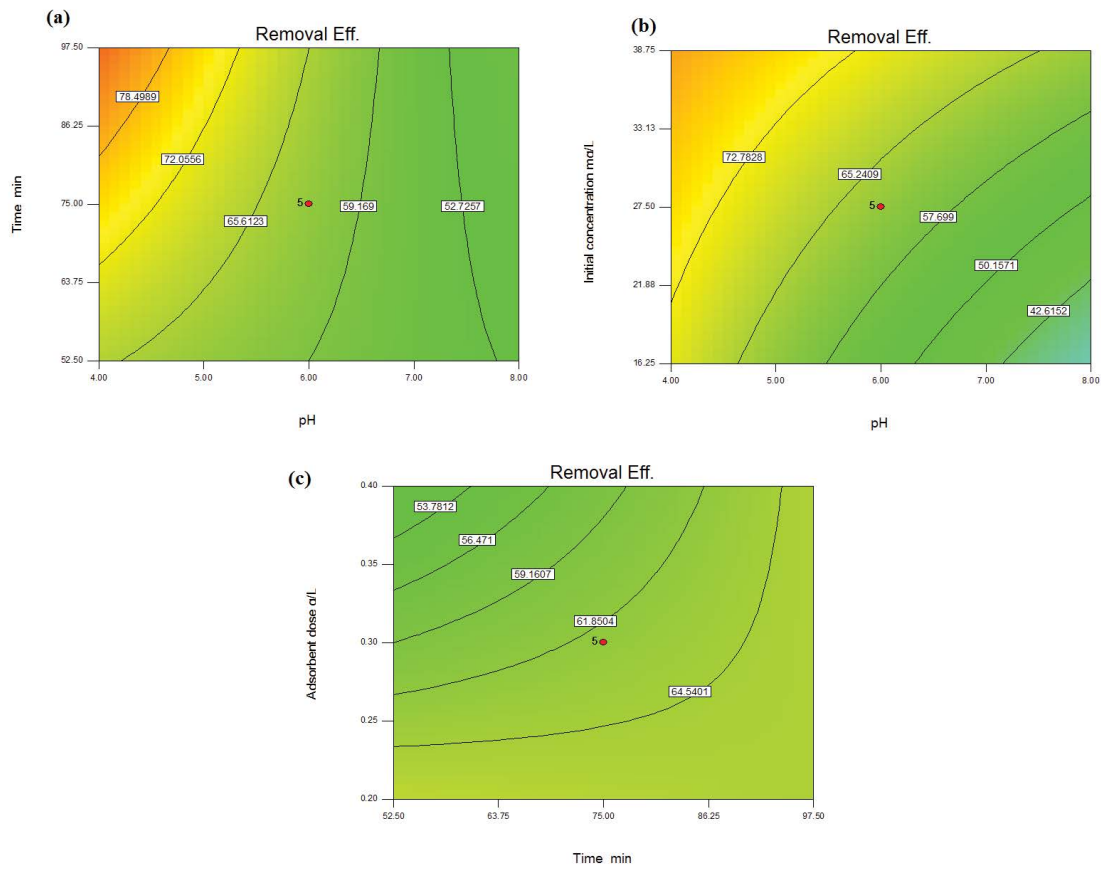 (a)
Removal Eff.
97.50
86.25
75.00
63.75
52.50
Time min
78.4989
72.0556
65.6123
5
59.169
52.7257
4.00 5.00 6.00 7.00 8.00
pH
(b)
Removal Eff.
38.75
33.13
27.50
21.88
16.25
Initial concentration mg/L
72.7828
65.2409
5
57.699
50.1571
42.6152
4.00 5.00 6.00 7.00 8.00
pH
(c)
Removal Eff.
0.40
0.35
0.30
0.25
0.20
Adsorbent dose g/L
53.7812
56.471
59.1607
61.8504
5
64.5401
52.50 63.75 75.00 86.25 97.50
Time min